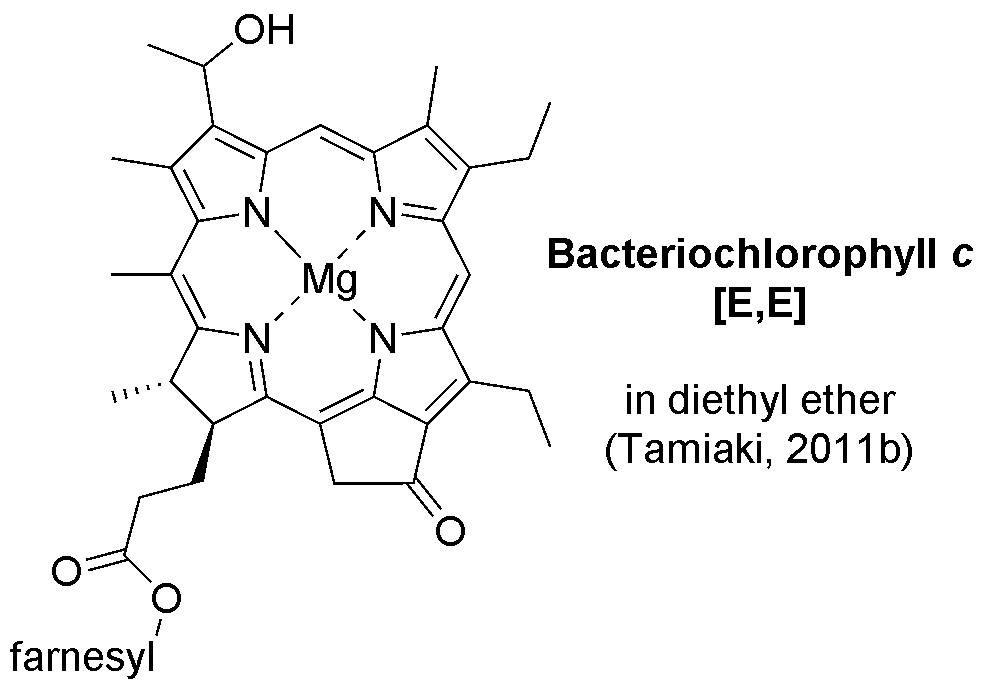 OH
N
N
Mg
N
N
O
O
O
farnesyl
Bacteriochlorophyll c
[E,E]
in diethyl ether
(Tamiaki, 2011b)